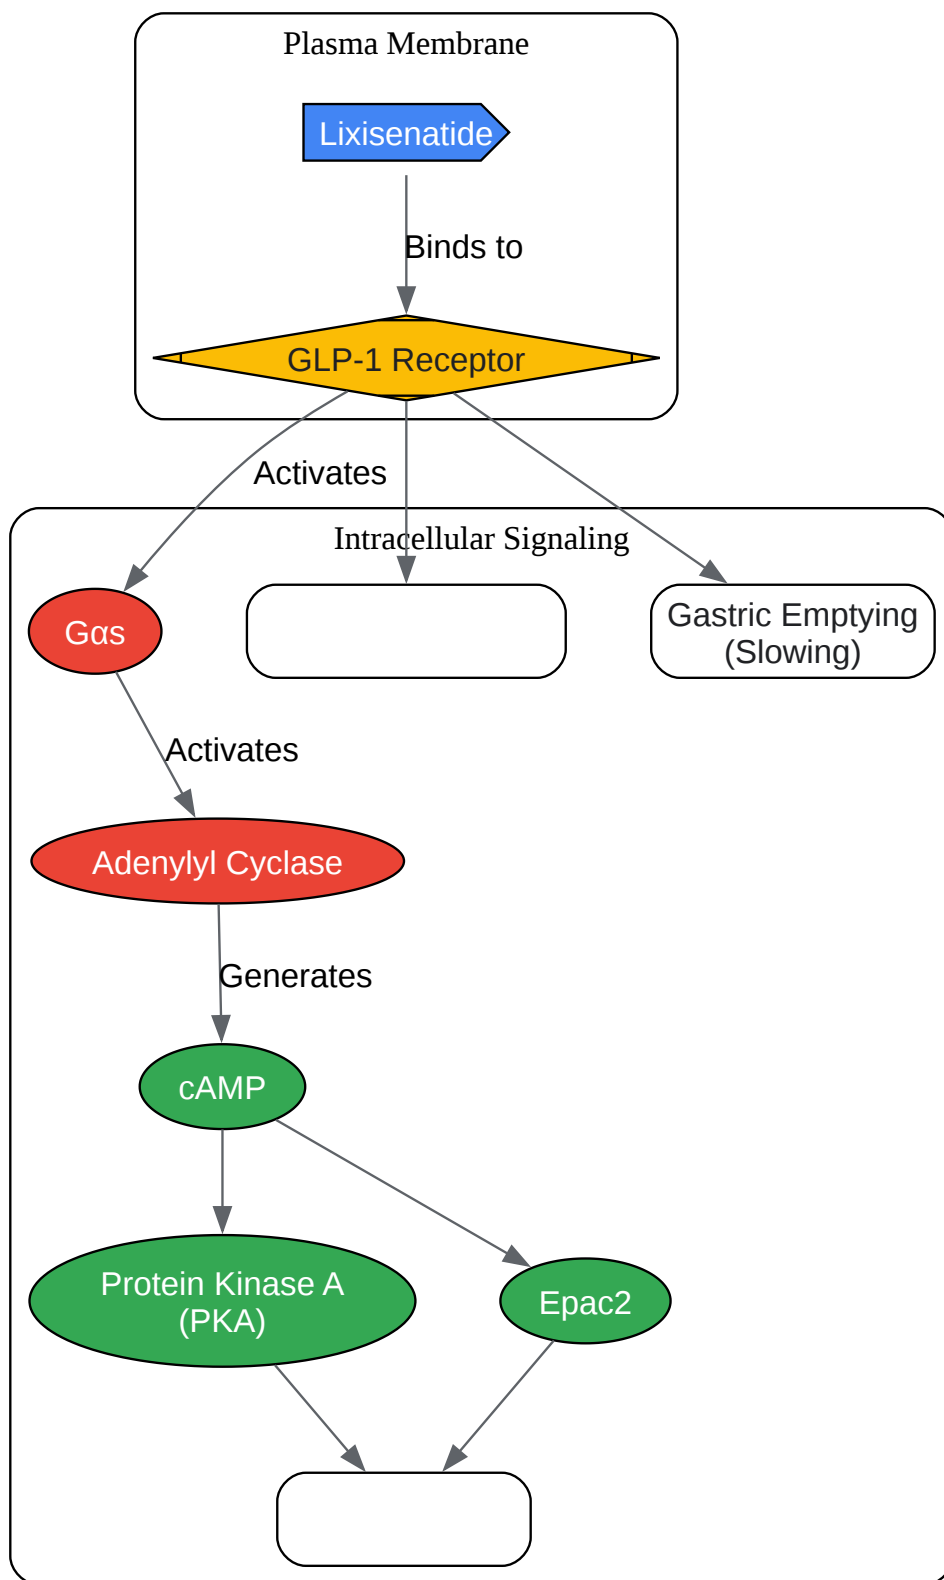 Plasma Membrane
Lixisenatide
Binds to
GLP-1 Receptor
Activates
Intracellular Signaling
Gαs
Gastric Emptying
(Slowing)
Activates
Adenylyl Cyclase
Generates
cAMP
Protein Kinase A
(PKA)
Epac2